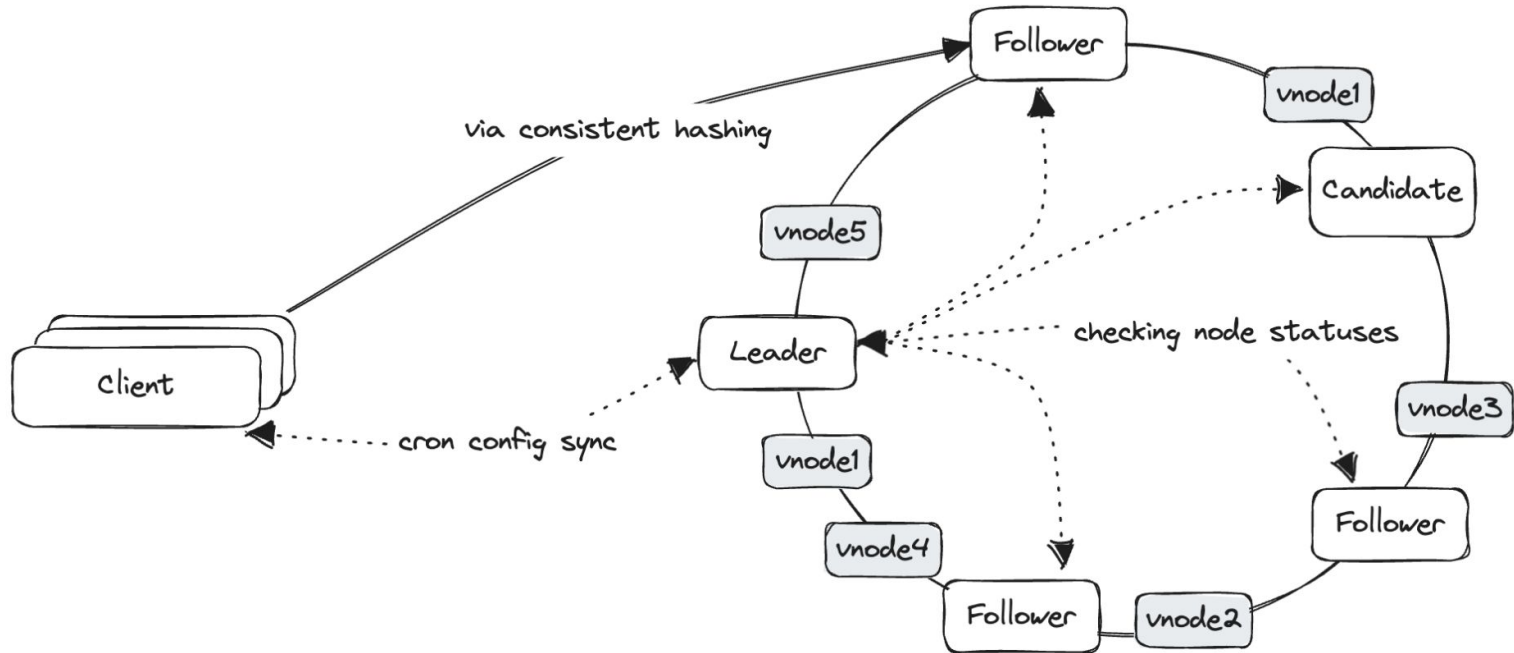 Follower
vnode1
via consistent hashing
Candidate
vnode5
checking node statuses
Leader
Client
vnode3
cron config sync
vnode1
Follower
vnode4
Follower
vnode2